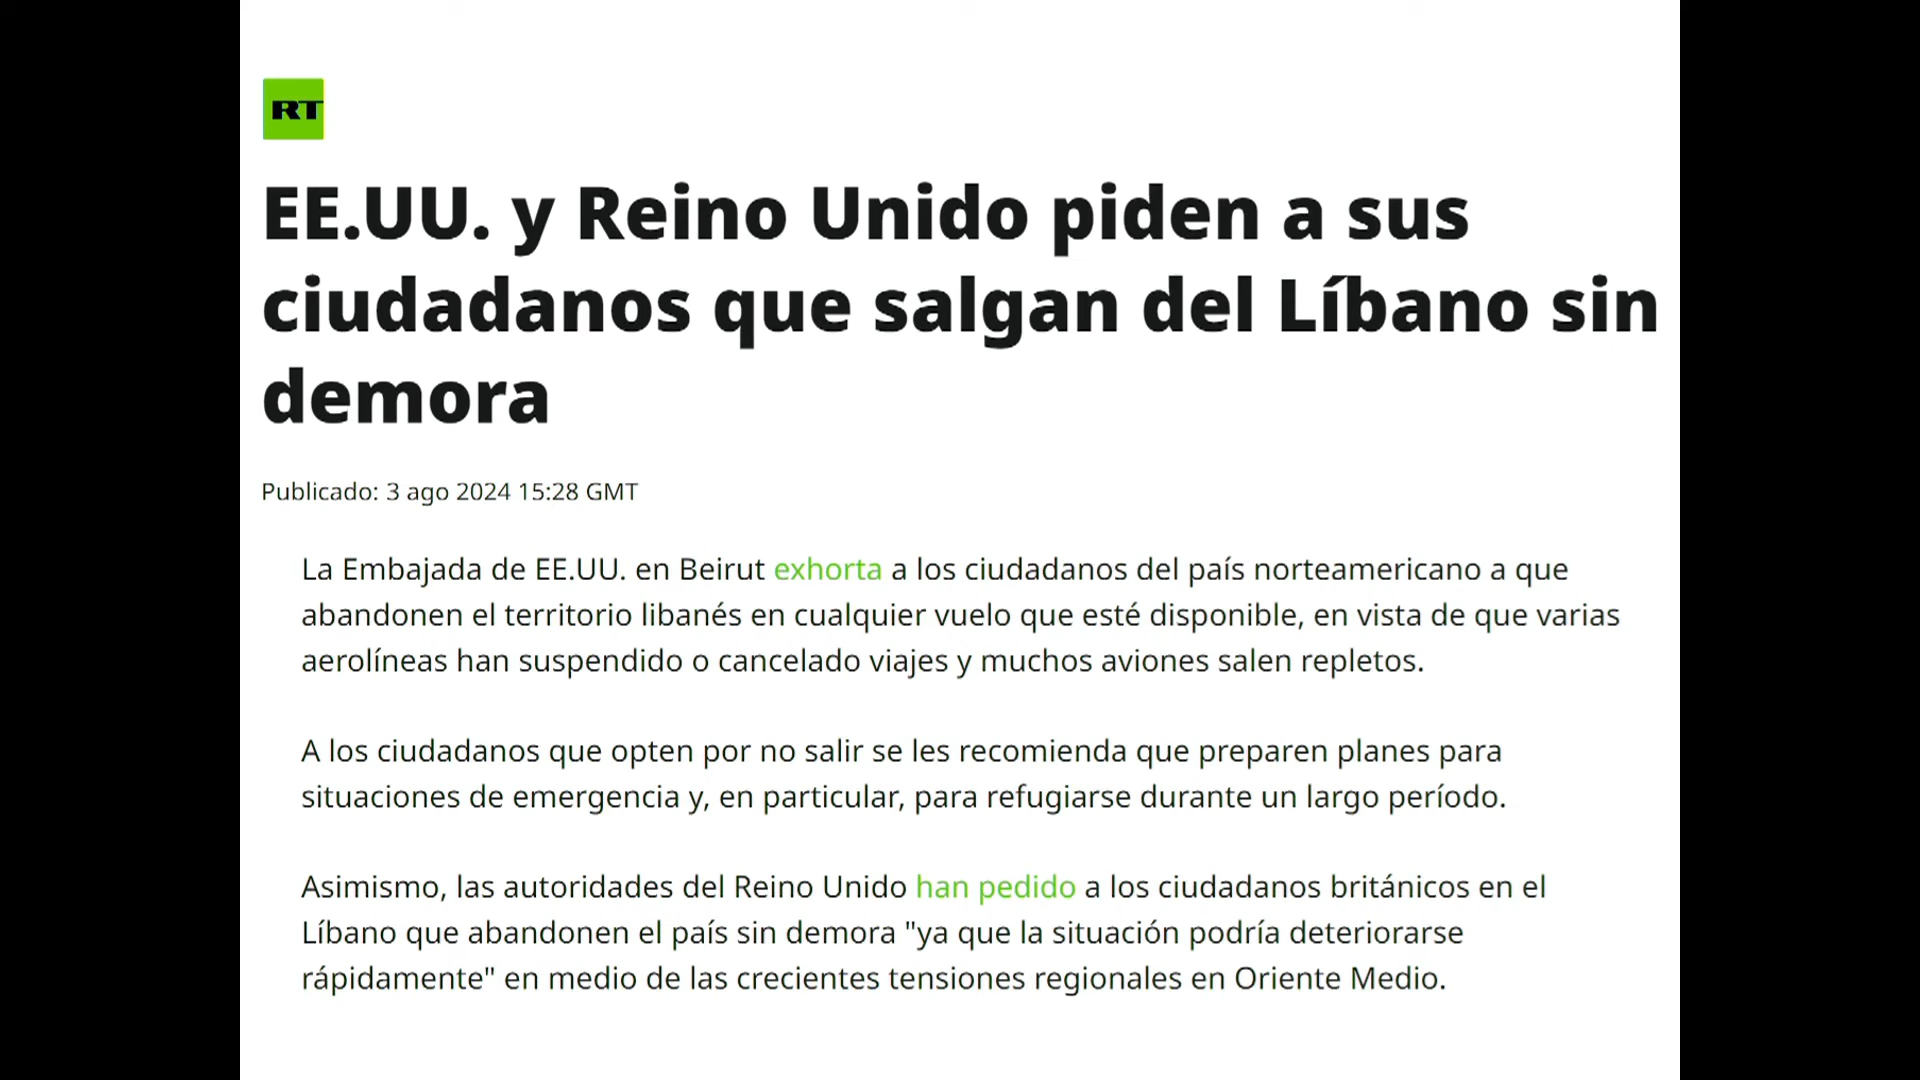 RT
EE.UU. y Reino Unido piden a sus
ciudadanos que salgan del Líbano sin
demora
Publicado: 3 ago 2024 15:28 GMT
La Embajada de EE.UU. en Beirut exhorta a los ciudadanos del país norteamericano a que
abandonen el territorio libanés en cualquier vuelo que esté disponible, en vista de que varias
aerolíneas han suspendido o cancelado viajes y muchos aviones salen repletos.
A los ciudadanos que opten por no salir se les recomienda que preparen planes para
situaciones de emergencia y, en particular, para refugiarse durante un largo período.
Asimismo, las autoridades del Reino Unido han pedido a los ciudadanos británicos en el
Líbano que abandonen el país sin demora "ya que la situación podría deteriorarse
rápidamente" en medio de las crecientes tensiones regionales en Oriente Medio.